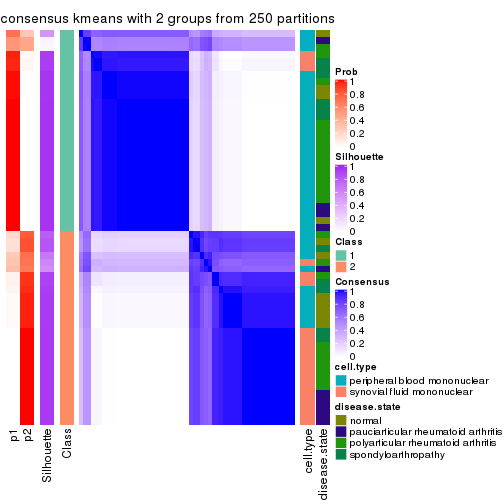 consensus kmeans with 2 groups from 250 partitions
Prob
1
0.8
0.6
0.4
0.2
0
Silhouette
1
0.8
0.6
0.4
0.2
0
Class
1
2
Consensus
1
0.8
0.6
0.4
0.2
0
cell.type
peripheral blood mononuclear
synovial fluid mononuclear
disease.state
normal
pauciarticular rheumatoid arthritis
polyarticular rheumatoid arthritis
spondyloarthropathy
p1
p2
Silhouette
Class
cell.type
disease.state